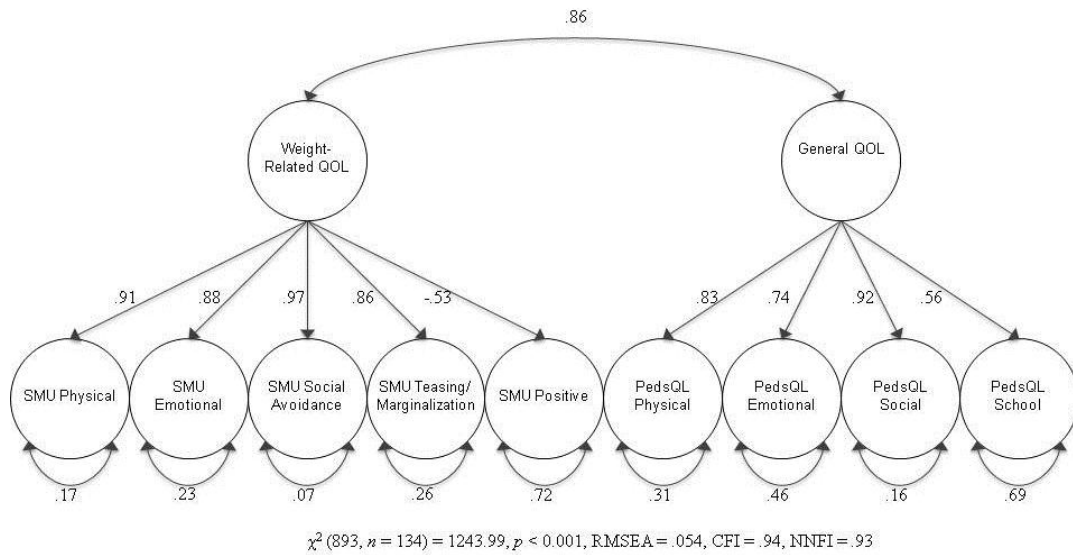 .86
Weight-
Related QOL
General QOL
.91
.88
.97
.86
-.53
.83
.74
.92
.56
SMU Physical
SMU
Emotional
SMU Social
Avoidance
SMU Teasing/
Marginalization
SMU Positive
PedsQL
Physical
PedsQL
Emotional
PedsQL
Social
PedsQL
School
.17
.23
.07
.26
.72
.31
.46
.16
.69
χ² (893, n = 134) = 1243.99, p < 0.001, RMSEA = .054, CFI = .94, NNFI = .93